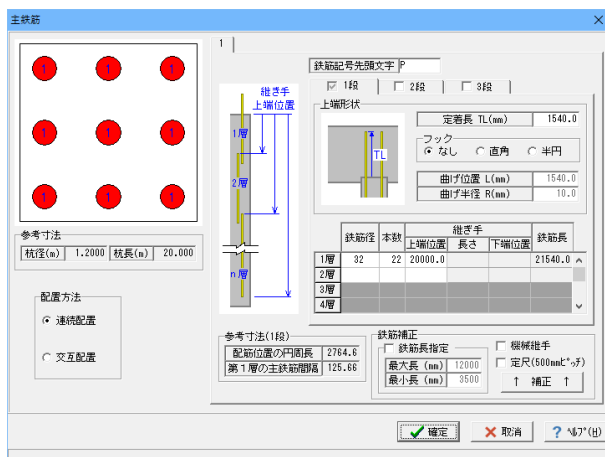 主鉄筋
1 1 1
1 1 1
1 1 1
参考寸法
杭径(m) 1.2000 杭長(m) 20.000
配置方法
連続配置
交互配置
1
鉄筋記号先頭文字 P
1段 2段 3段
継ぎ手
上端位置
1層
2層
n層
上端形状
TL
定着長 TL(mm) 1540.0
フック
なし 直角 半円
曲げ位置 L(mm) 1540.0
曲げ半径 R(mm) 10.0
鉄筋径 本数 継ぎ手 鉄筋長
上端位置 長さ 下端位置
1層 32 22 20000.0 21540.0
2層
3層
4層
参考寸法(1段)
配筋位置の円周長 2764.6
第1層の主鉄筋間隔 125.66
鉄筋補正
鉄筋長指定
最大長 (mm) 12000
最小長 (mm) 3500
機械継手
定尺(500mmピッチ)
↑ 補正 ↑
確定 取消 ? ヘルプ(H)